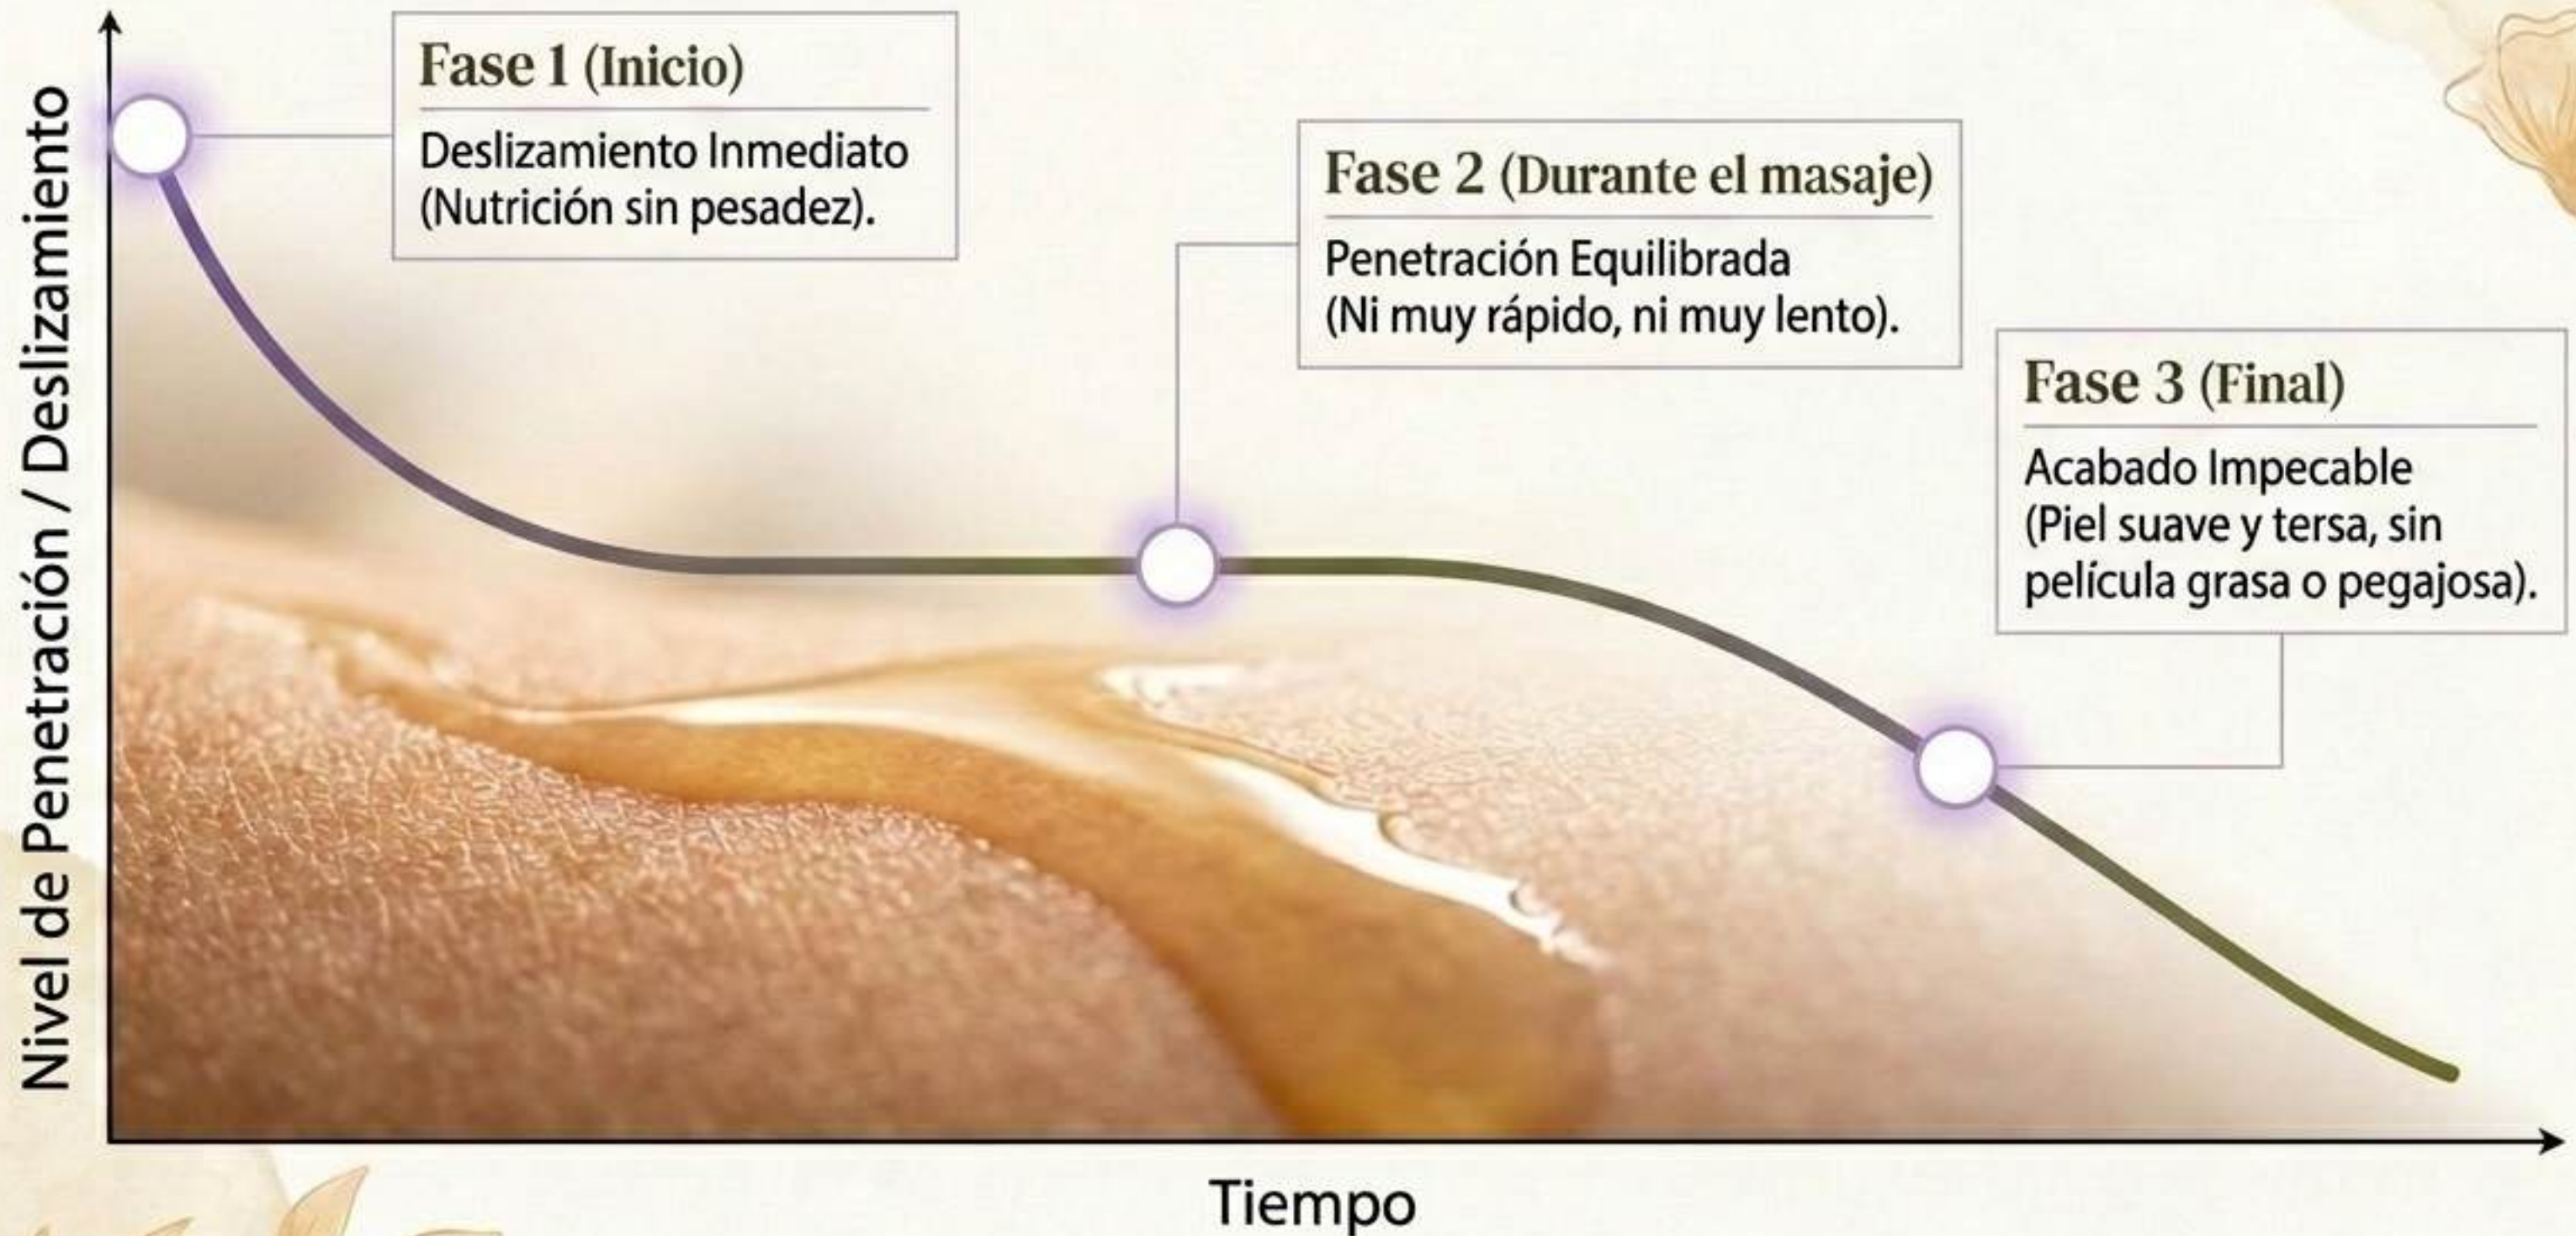 Nivel de Penetración / Deslizamiento
Fase 1 (Inicio)
Deslizamiento Inmediato
(Nutrición sin pesadez).
Fase 2 (Durante el masaje)
Penetración Equilibrada
(Ni muy rápido, ni muy lento).
Fase 3 (Final)
Acabado Impecable
(Piel suave y tersa, sin
película grasa o pegajosa).
Tiempo